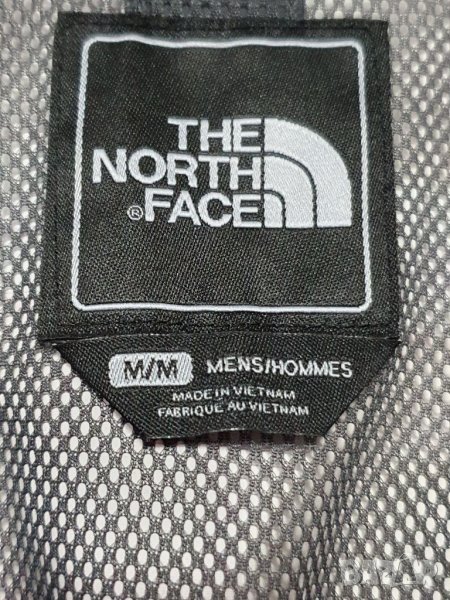 THE
NORTH
®FACE
M/M MENS/HOMMES
MADE IN VIETNAM
FABRIQUE AU VIETNAM